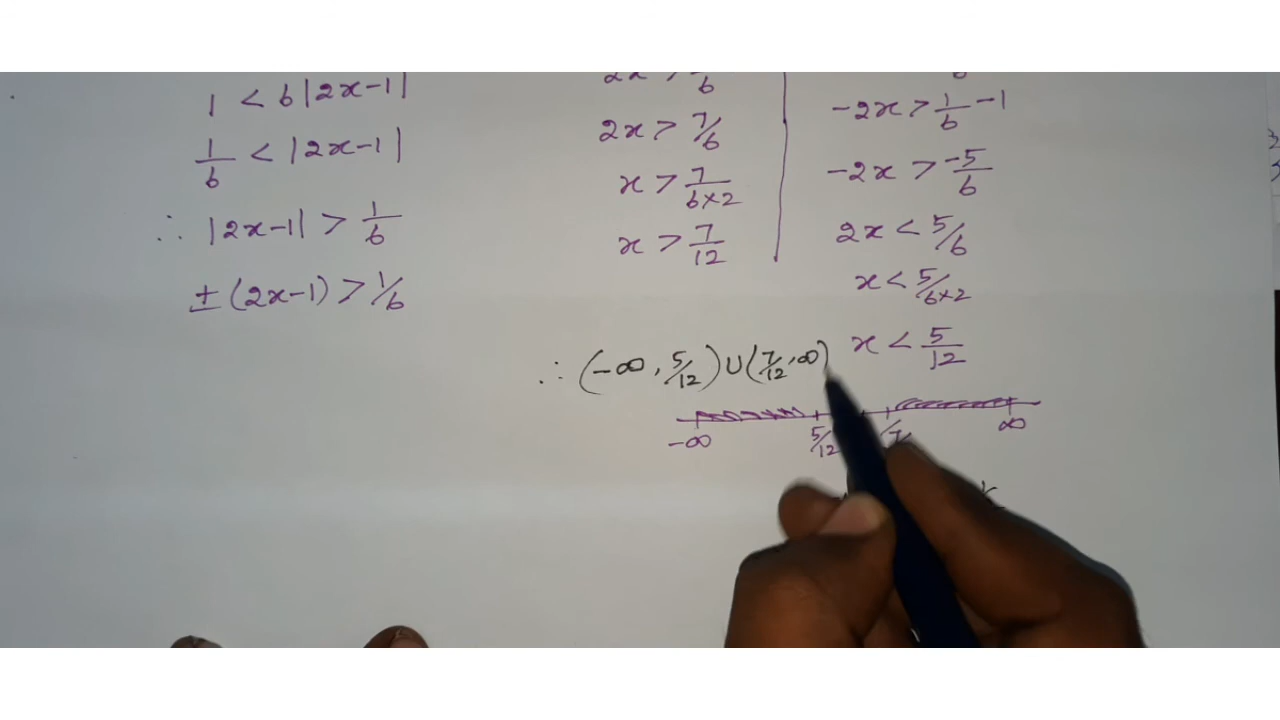 1 < 6|2x-1|
1/6 < |2x-1|
∴ |2x-1| > 1/6
±(2x-1) > 1/6
2x > 7/6
x > 7/6×2
x > 7/12
-2x > 1/6 -1
-2x > -5/6
2x < 5/6
x < 5/6×2
x < 5/12
∴ (-∞, 5/12) ∪ (7/12, ∞)
-∞ 5/12 7/ ∞